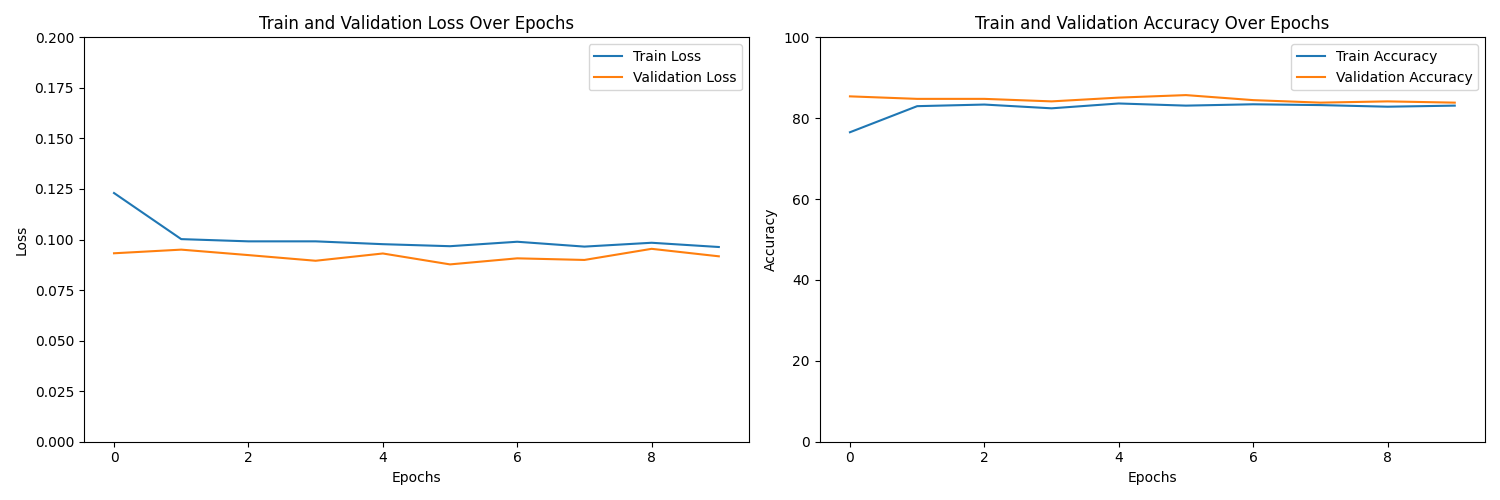 Train and Validation Loss Over Epochs
0.200
0.175
0.150
0.125
0.100
0.075
0.050
0.025
0.000
Loss
0 2 4 6 8
Epochs
Train Loss
Validation Loss
Train and Validation Accuracy Over Epochs
100
80
60
40
20
0
Accuracy
0 2 4 6 8
Epochs
Train Accuracy
Validation Accuracy